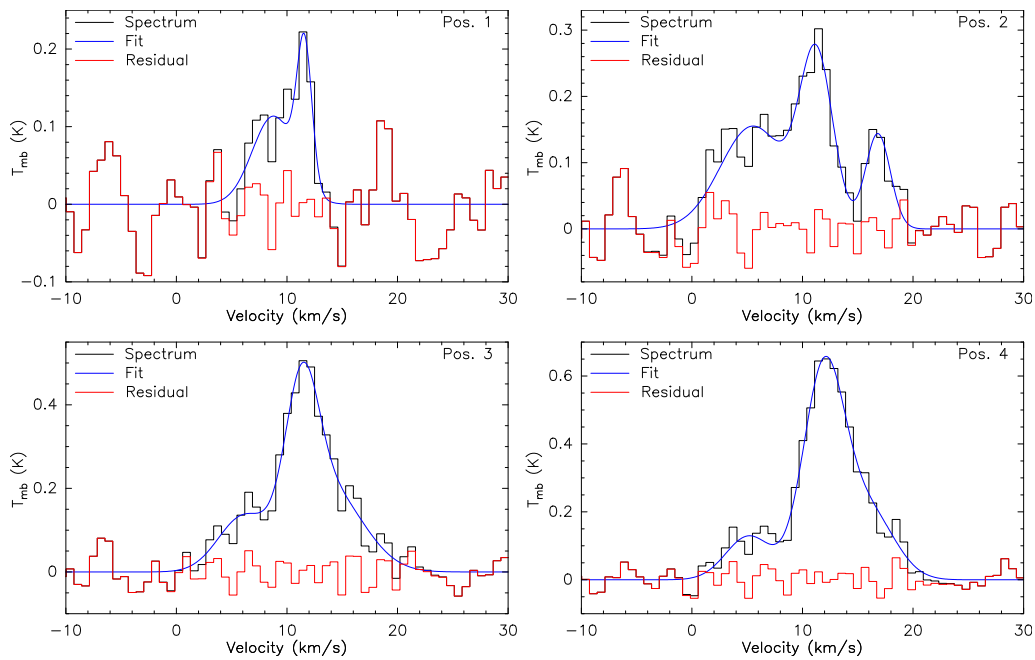 Spectrum
Fit
Residual
Pos. 1
0.2
0.1
0
−0.1
T_mb (K)
−10 0 10 20 30
Velocity (km/s)
Spectrum
Fit
Residual
Pos. 2
0.3
0.2
0.1
0
T_mb (K)
−10 0 10 20 30
Velocity (km/s)
Spectrum
Fit
Residual
Pos. 3
0.4
0.2
0
T_mb (K)
−10 0 10 20 30
Velocity (km/s)
Spectrum
Fit
Residual
Pos. 4
0.6
0.4
0.2
0
T_mb (K)
−10 0 10 20 30
Velocity (km/s)